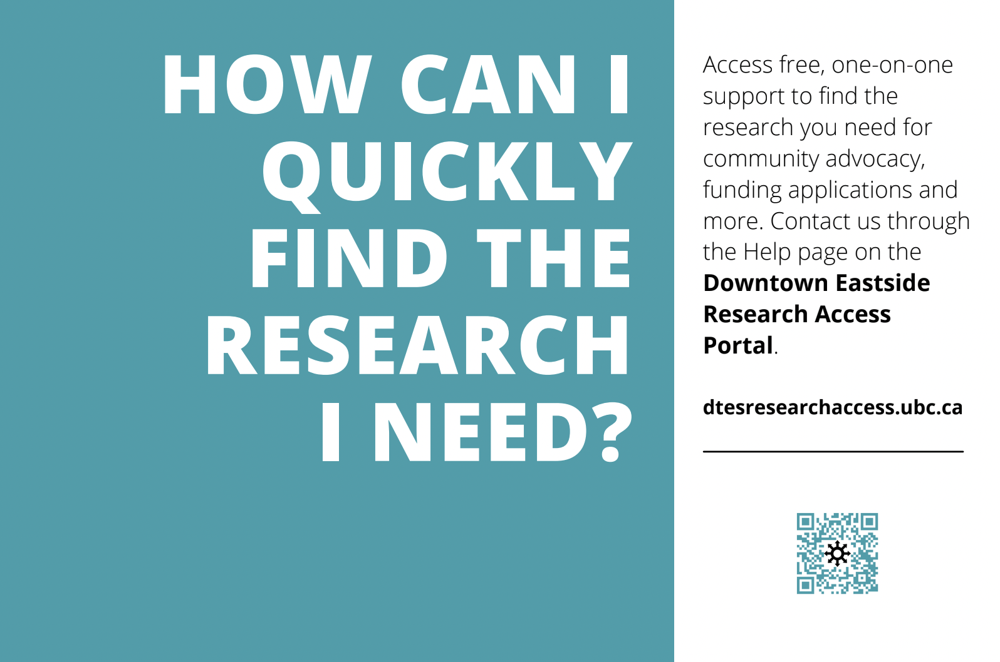 HOW CAN I
QUICKLY
FIND THE
RESEARCH
I NEED?
Access free, one-on-one
support to find the
research you need for
community advocacy,
funding applications and
more. Contact us through
the Help page on the
Downtown Eastside
Research Access
Portal.
dtesresearchaccess.ubc.ca